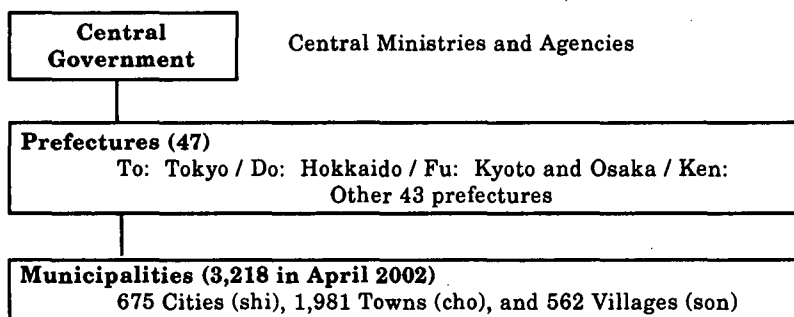 Central
Government
Central Ministries and Agencies
Prefectures (47)
To: Tokyo / Do: Hokkaido / Fu: Kyoto and Osaka / Ken:
Other 43 prefectures
Municipalities (3,218 in April 2002)
675 Cities (shi), 1,981 Towns (cho), and 562 Villages (son)